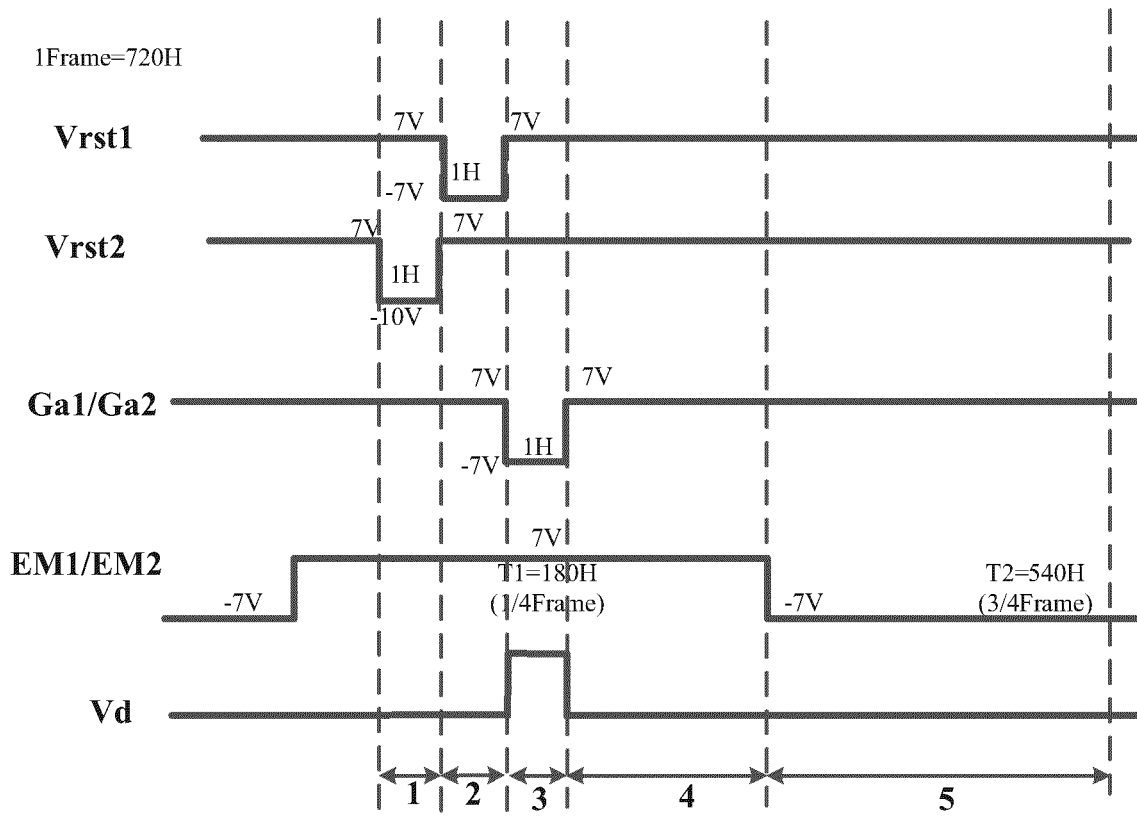 1Frame=720H
Vrst1
7V
7V
1H
-7V
Vrst2
7V
7V
1H
-10V
Ga1/Ga2
7V
7V
1H
-7V
EM1/EM2
7V
-7V
T1=180H
(1/4Frame)
-7V
T2=540H
(3/4Frame)
Vd
1
2
3
4
5